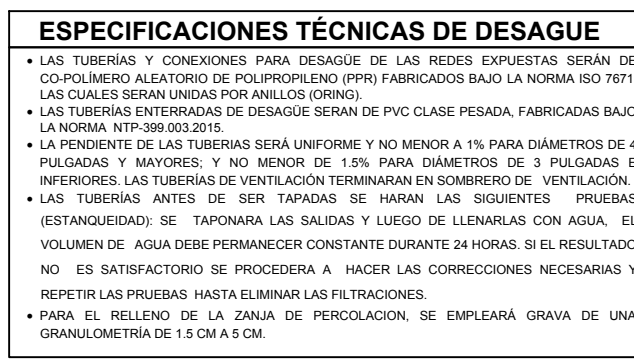 ESPECIFICACIONES TÉCNICAS DE DESAGUE
• LAS TUBERÍAS Y CONEXIONES PARA DESAGÜE DE LAS REDES EXPUESTAS SERÁN DE
CO-POLÍMERO ALEATORIO DE POLIPROPILENO (PPR) FABRICADOS BAJO LA NORMA ISO 7671,
LAS CUALES SERAN UNIDAS POR ANILLOS (ORING).
• LAS TUBERÍAS ENTERRADAS DE DESAGÜE SERAN DE PVC CLASE PESADA, FABRICADAS BAJO
LA NORMA NTP-399.003.2015.
• LA PENDIENTE DE LAS TUBERIAS SERÁ UNIFORME Y NO MENOR A 1% PARA DIÁMETROS DE 4
PULGADAS Y MAYORES; Y NO MENOR DE 1.5% PARA DIÁMETROS DE 3 PULGADAS E
INFERIORES. LAS TUBERÍAS DE VENTILACIÓN TERMINARAN EN SOMBRERO DE VENTILACIÓN.
• LAS TUBERÍAS ANTES DE SER TAPADAS SE HARAN LAS SIGUIENTES PRUEBAS
(ESTANQUEIDAD): SE TAPONARA LAS SALIDAS Y LUEGO DE LLENARLAS CON AGUA, EL
VOLUMEN DE AGUA DEBE PERMANECER CONSTANTE DURANTE 24 HORAS. SI EL RESULTADO
NO ES SATISFACTORIO SE PROCEDERA A HACER LAS CORRECCIONES NECESARIAS Y
REPETIR LAS PRUEBAS HASTA ELIMINAR LAS FILTRACIONES.
• PARA EL RELLENO DE LA ZANJA DE PERCOLACION, SE EMPLEARÁ GRAVA DE UNA
GRANULOMETRÍA DE 1.5 CM A 5 CM.